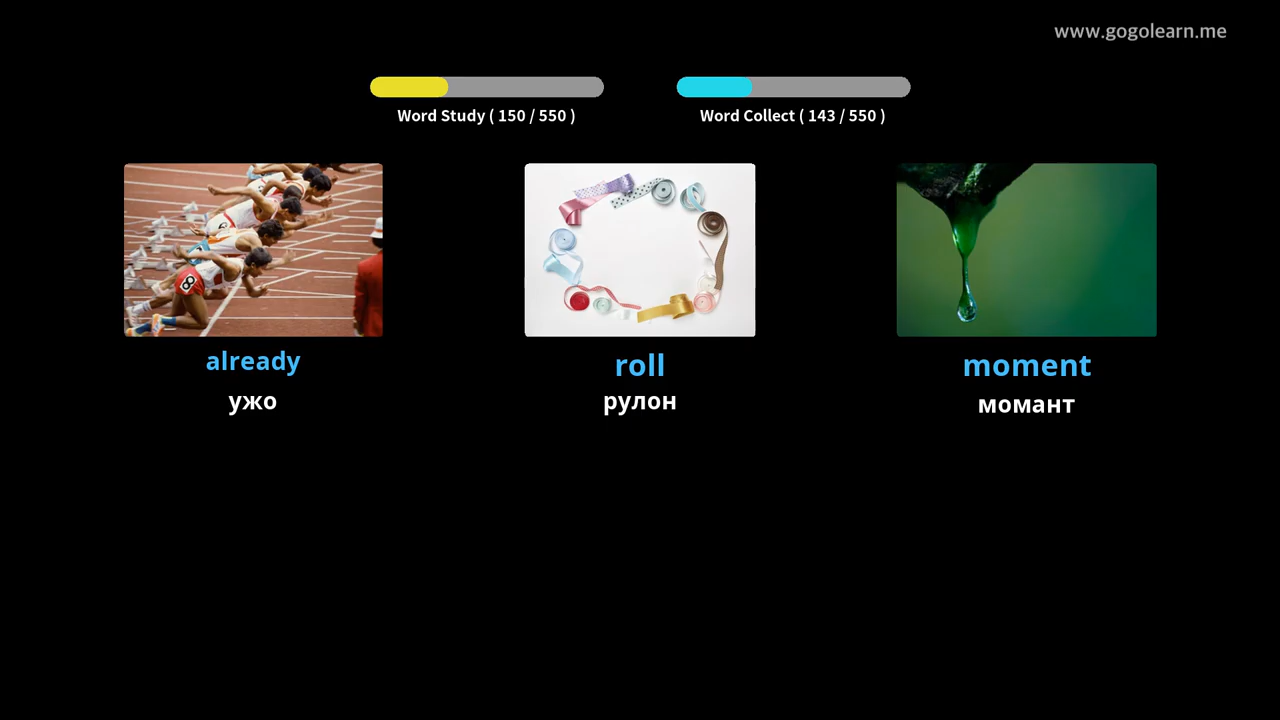 www.gogolearn.me
Word Study ( 150 / 550 )
Word Collect ( 143 / 550 )
already
ужо
roll
рулон
moment
момант